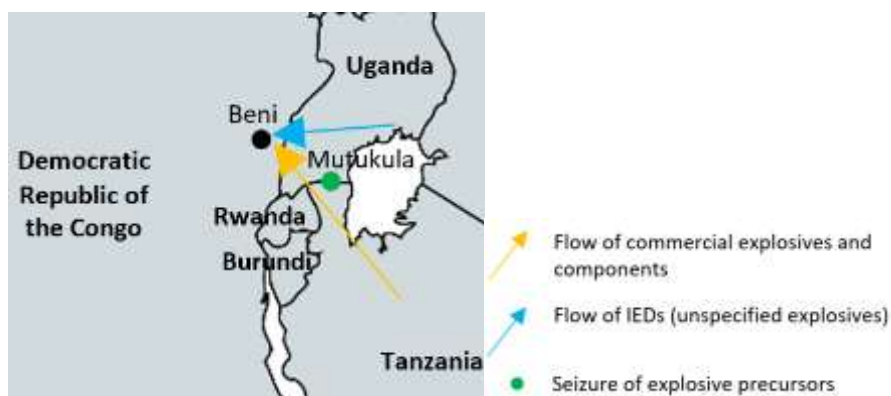 Uganda
Beni
Mutukula
Democratic
Republic of
the Congo
Rwanda
Burundi
Tanzania
Flow of commercial explosives and
components
Flow of IEDs (unspecified explosives)
Seizure of explosive precursors